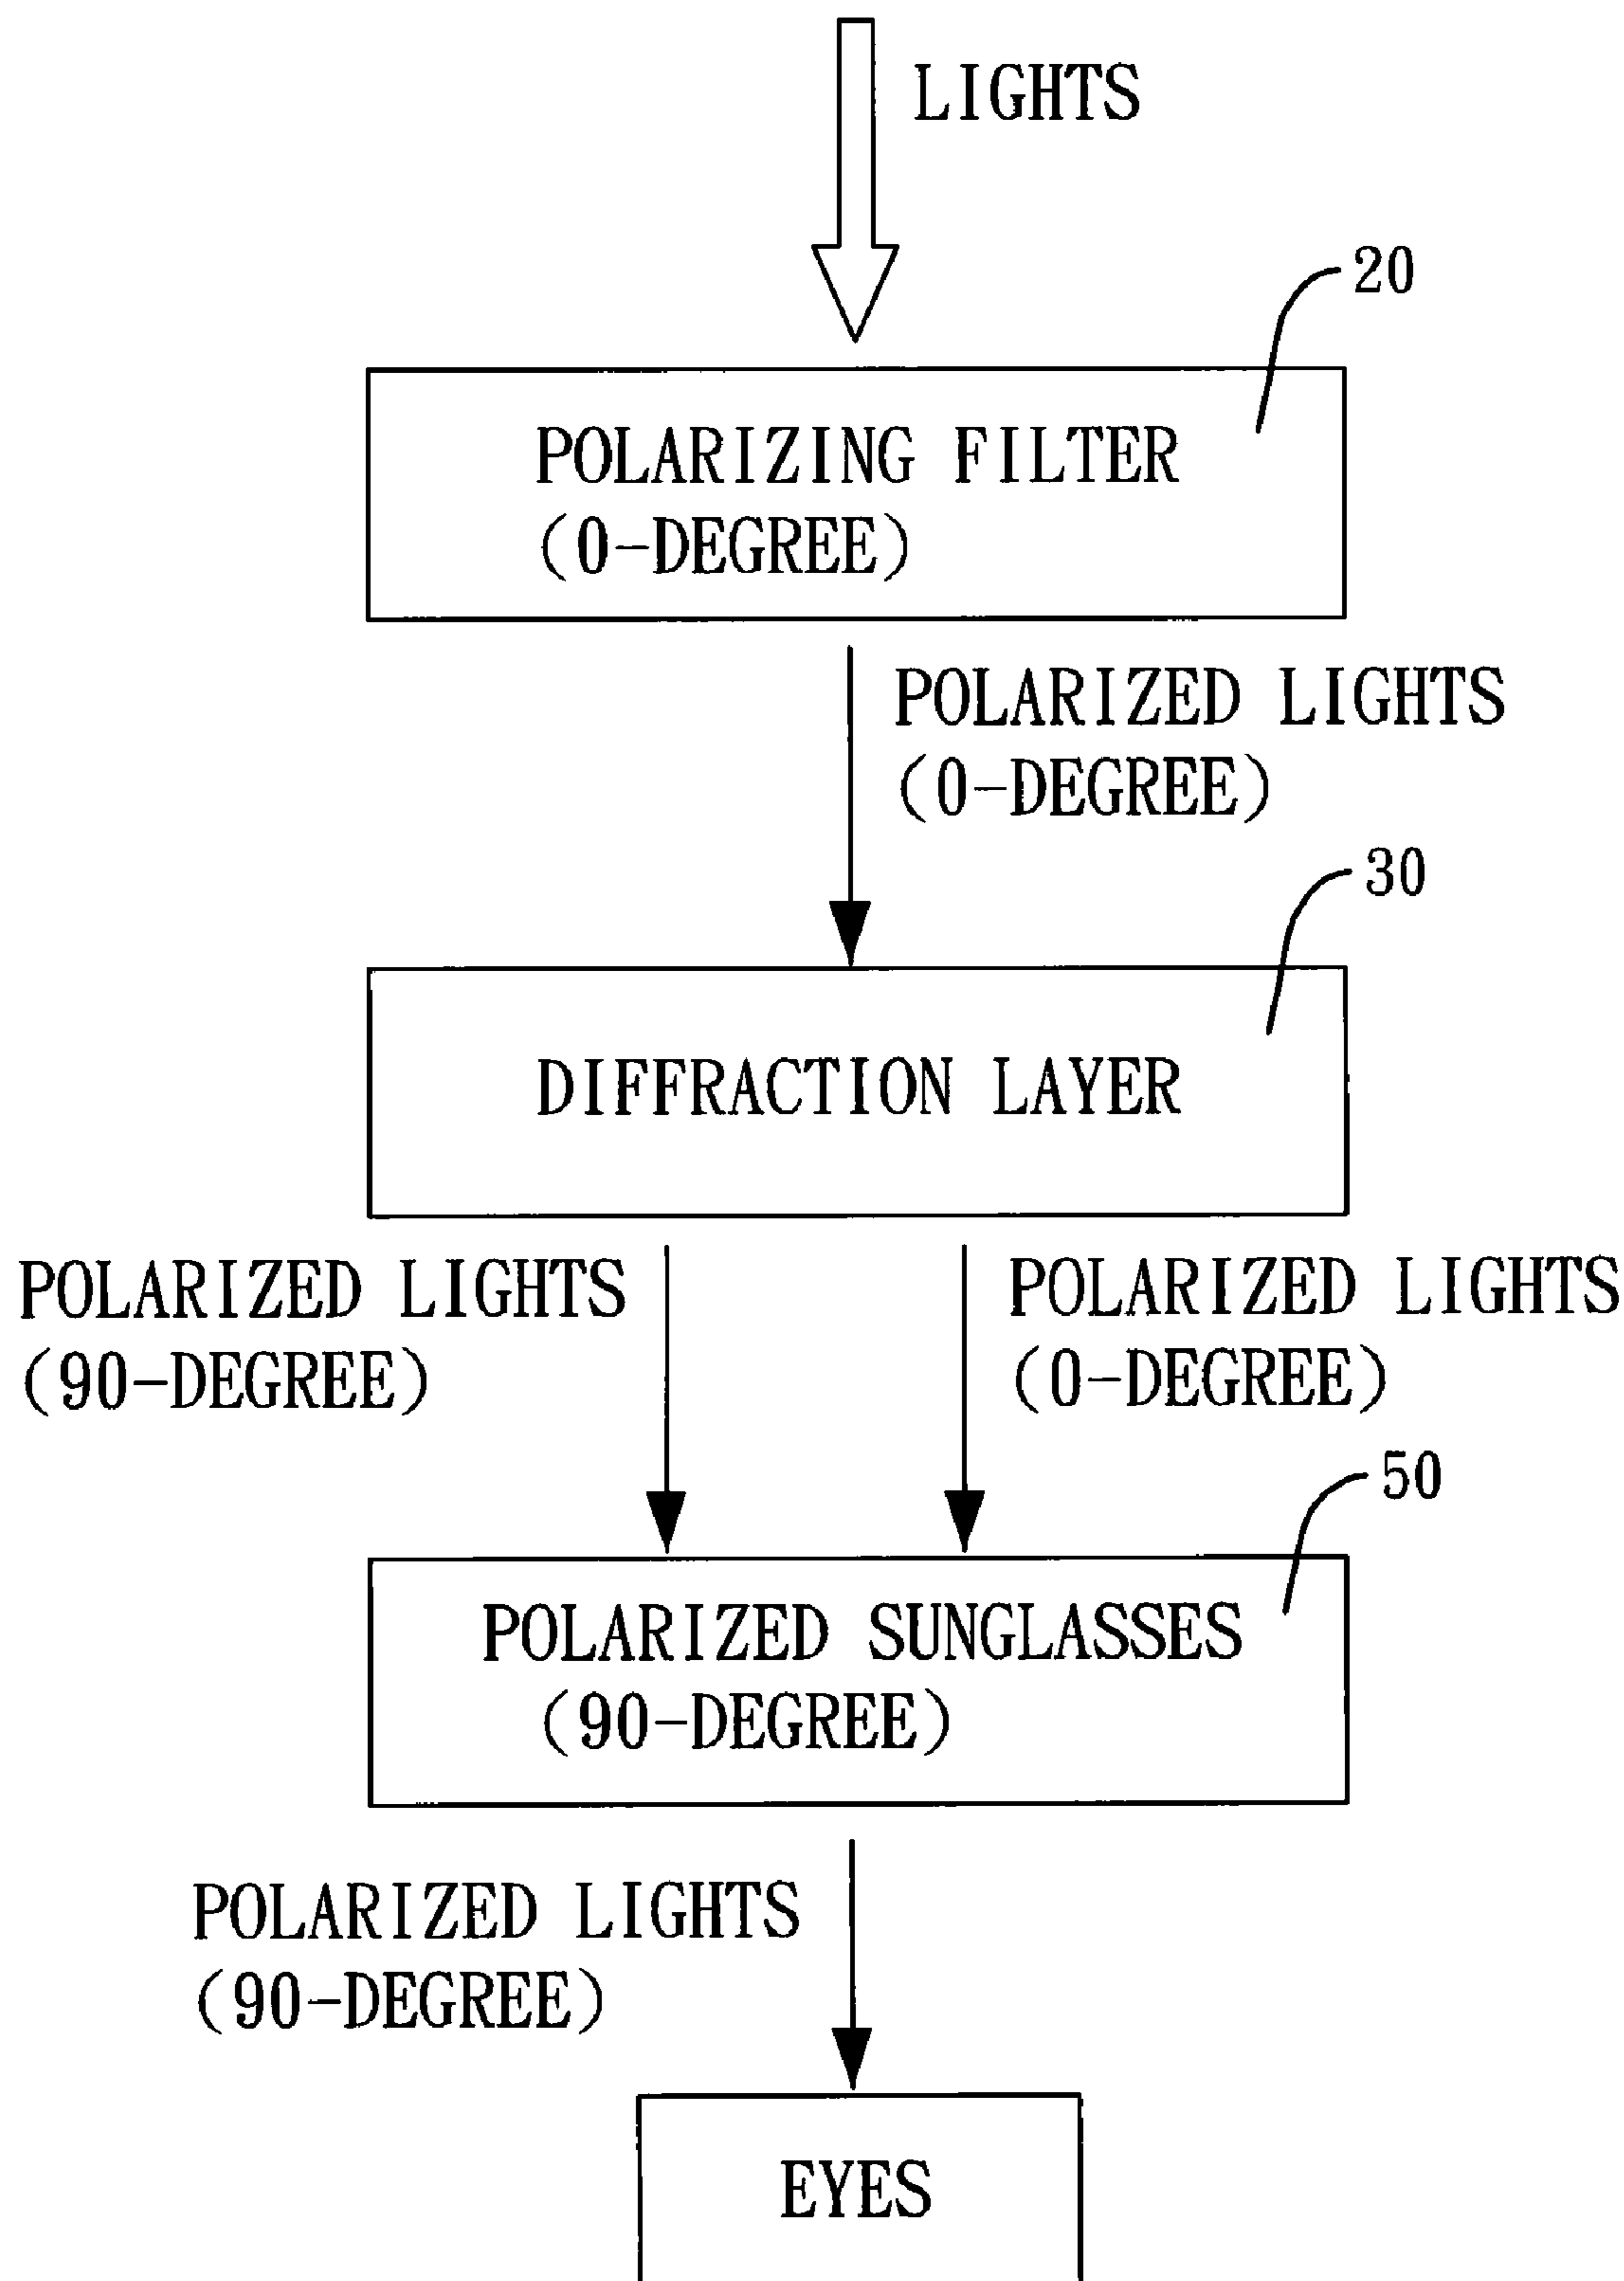 LIGHTS
20
POLARIZING FILTER
(0-DEGREE)
POLARIZED LIGHTS
(0-DEGREE)
30
DIFFRACTION LAYER
POLARIZED LIGHTS
(90-DEGREE)
POLARIZED LIGHTS
(0-DEGREE)
50
POLARIZED SUNGLASSES
(90-DEGREE)
POLARIZED LIGHTS
(90-DEGREE)
EYES